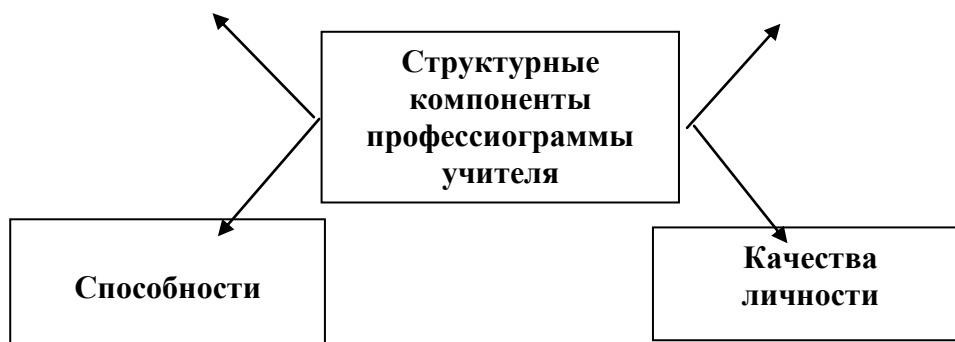 Структурные
компоненты
профессиограммы
учителя
Способности
Качества
личности